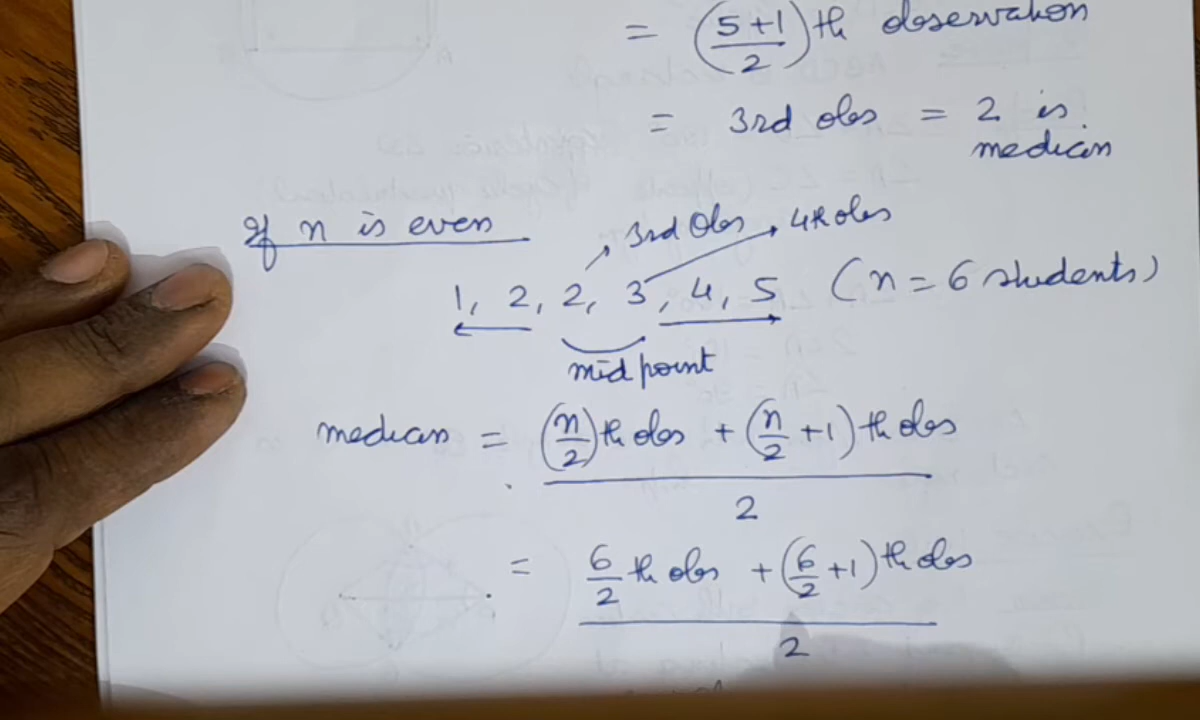 = (5+1/2)th observation
= 3rd obs = 2 is
median
If n is even
3rd Obs 4th obs
1, 2, 2, 3, 4, 5 (n = 6 students)
mid point
median = (n/2)th obs + (n/2 +1)th obs
2
= 6/2 th obs + (6/2 +1)th obs
2